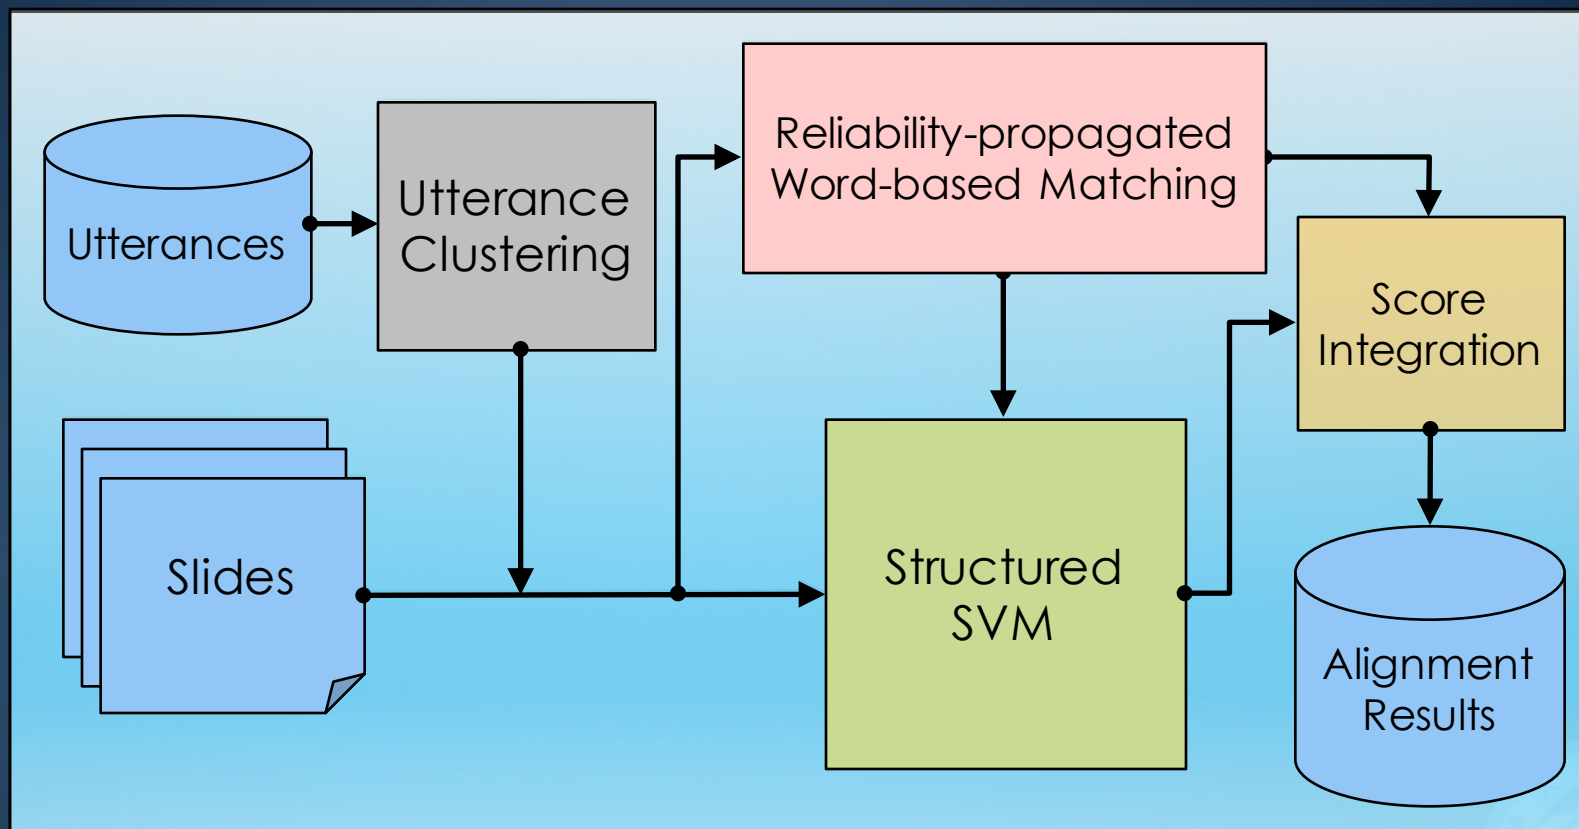 Utterances
Utterance
Clustering
Reliability-propagated
Word-based Matching
Score
Integration
Slides
Structured
SVM
Alignment
Results